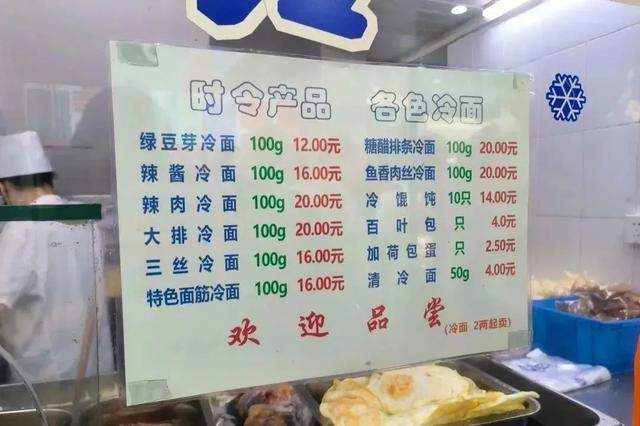 时令产品 各色冷面
绿豆芽冷面 100g 12.00元
辣酱冷面 100g 16.00元
辣肉冷面 100g 20.00元
大排冷面 100g 20.00元
三丝冷面 100g 16.00元
特色面筋冷面 100g 16.00元
糖醋排条冷面 100g 20.00元
鱼香肉丝冷面 100g 20.00元
冷馄饨 10只 14.00元
百叶包 只 4.0元
加荷包蛋 只 2.50元
清冷面 50g 4.00元
欢迎品尝 (冷面 2两起卖)